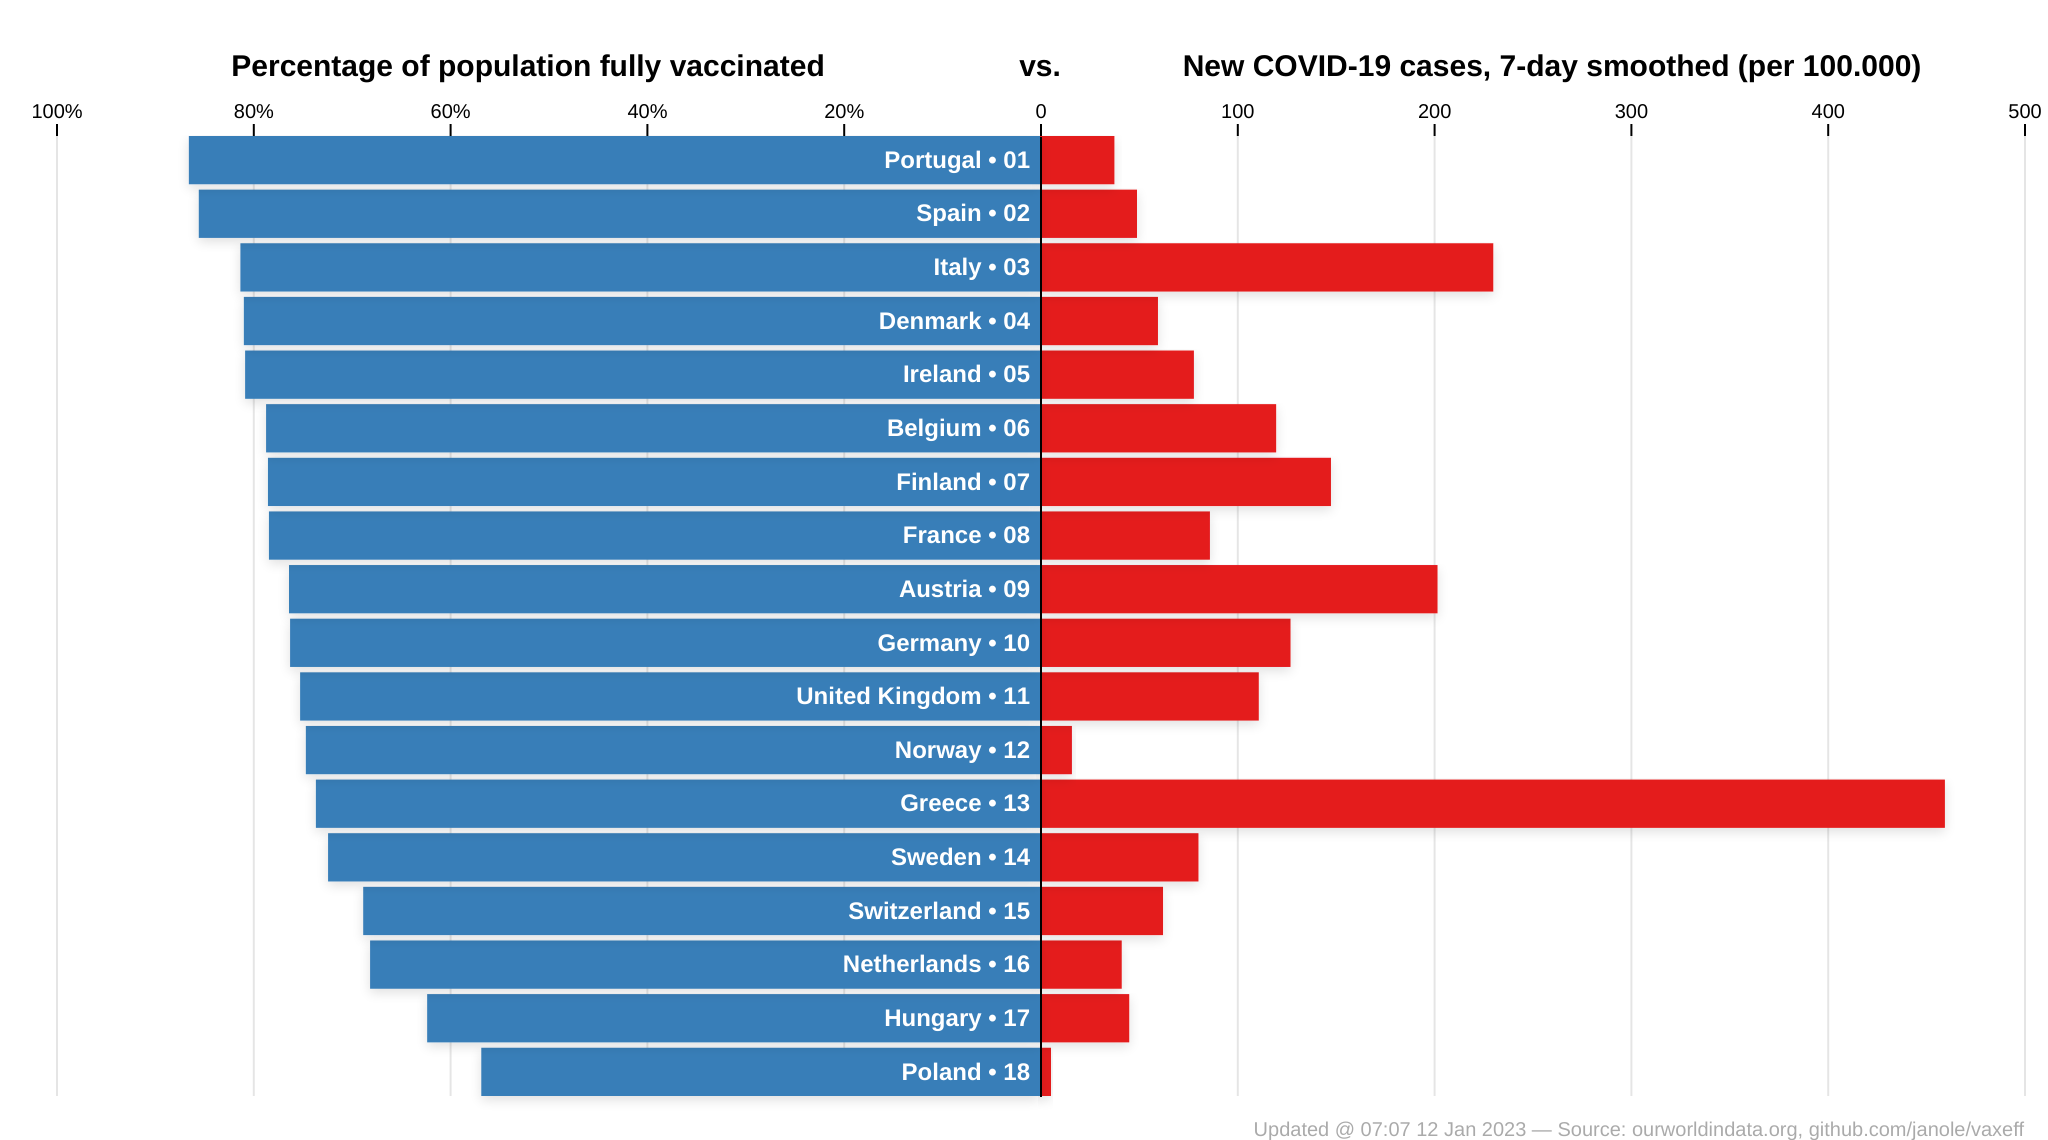 Percentage of population fully vaccinated vs. New COVID-19 cases, 7-day smoothed (per 100.000)
100% 80% 60% 40% 20% 0 100 200 300 400 500
Portugal • 01
Spain • 02
Italy • 03
Denmark • 04
Ireland • 05
Belgium • 06
Finland • 07
France • 08
Austria • 09
Germany • 10
United Kingdom • 11
Norway • 12
Greece • 13
Sweden • 14
Switzerland • 15
Netherlands • 16
Hungary • 17
Poland • 18
Updated @ 07:07 12 Jan 2023 — Source: ourworldindata.org, github.com/janole/vaxeff